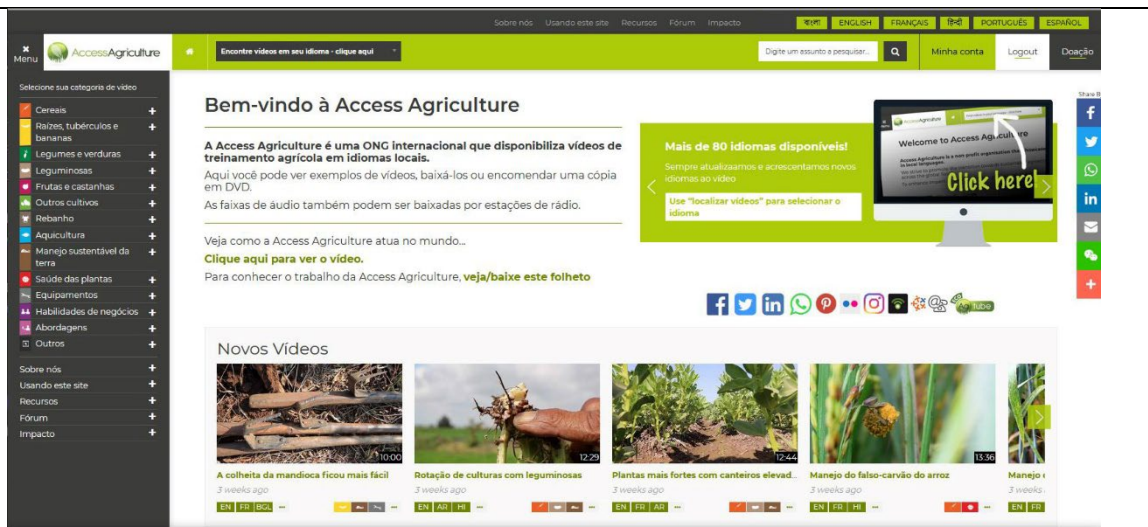 Sobre nós Usando este site Recursos Fórum Impacto
বাংলা ENGLISH FRANÇAIS हिन्दी PORTUGUÊS ESPAÑOL
Menu
AccessAgriculture
Encontre vídeos em seu idioma - clique aqui
Digite um assunto a pesquisar...
Minha conta
Logout
Doação
Selecione sua categoria de vídeo
Cereais +
Raízes, tubérculos e +
bananas
Legumes e verduras +
Leguminosas +
Frutas e castanhas +
Outros cultivos +
Rebanho +
Aquicultura +
Manejo sustentável da +
terra
Saúde das plantas +
Equipamentos +
Habilidades de negócios +
Abordagens +
Outros +
Sobre nós +
Usando este site +
Recursos +
Fórum +
Impacto +
Bem-vindo à Access Agriculture
A Access Agriculture é uma ONG internacional que disponibiliza vídeos de
treinamento agrícola em idiomas locais.
Aqui você pode ver exemplos de vídeos, baixá-los ou encomendar uma cópia
em DVD.
As faixas de áudio também podem ser baixadas por estações de rádio.
Veja como a Access Agriculture atua no mundo...
Clique aqui para ver o vídeo.
Para conhecer o trabalho da Access Agriculture, veja/baixe este folheto
Mais de 80 idiomas disponíveis!
Sempre atualizaamos e acrescentamos novos
idiomas ao vídeo
Use "localizar vídeos" para selecionar o
idioma
Welcome to Access Agriculture
Click here!
Share
tube
Novos Vídeos
10:00
A colheita da mandioca ficou mais fácil
3 weeks ago
EN FR BGL ...
12:29
Rotação de culturas com leguminosas
3 weeks ago
EN AR HI ...
12:44
Plantas mais fortes com canteiros elevad...
3 weeks ago
EN FR AR ...
13:36
Manejo do falso-carvão do arroz
3 weeks ago
EN FR HI ...
Manejo
3 weeks
EN FR